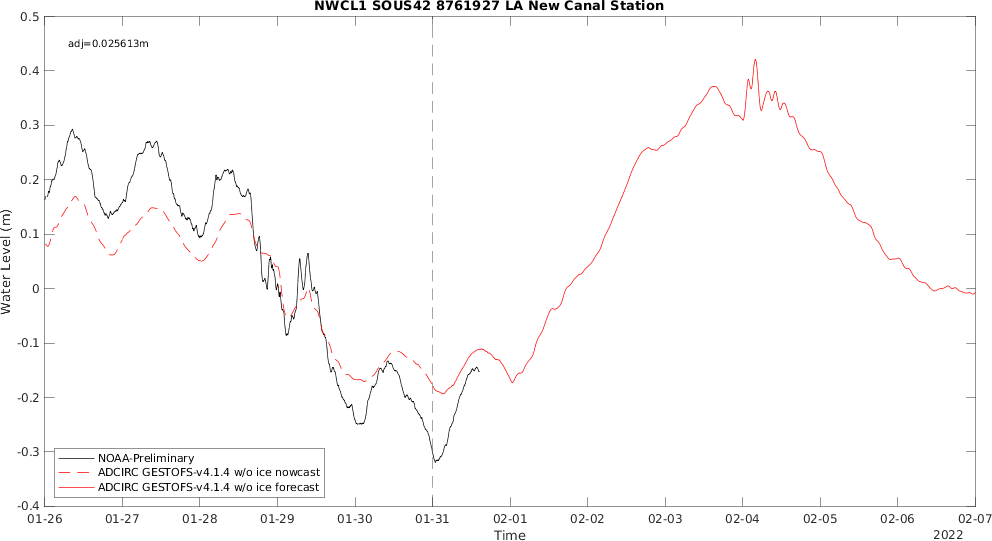 NWCL1 SOUS42 8761927 LA New Canal Station
adj=0.025613m
Water Level (m)
0.5
0.4
0.3
0.2
0.1
0
-0.1
-0.2
-0.3
-0.4
NOAA-Preliminary
ADCIRC GESTOFS-v4.1.4 w/o ice nowcast
ADCIRC GESTOFS-v4.1.4 w/o ice forecast
01-26 01-27 01-28 01-29 01-30 01-31 02-01 02-02 02-03 02-04 02-05 02-06 02-07
Time
2022